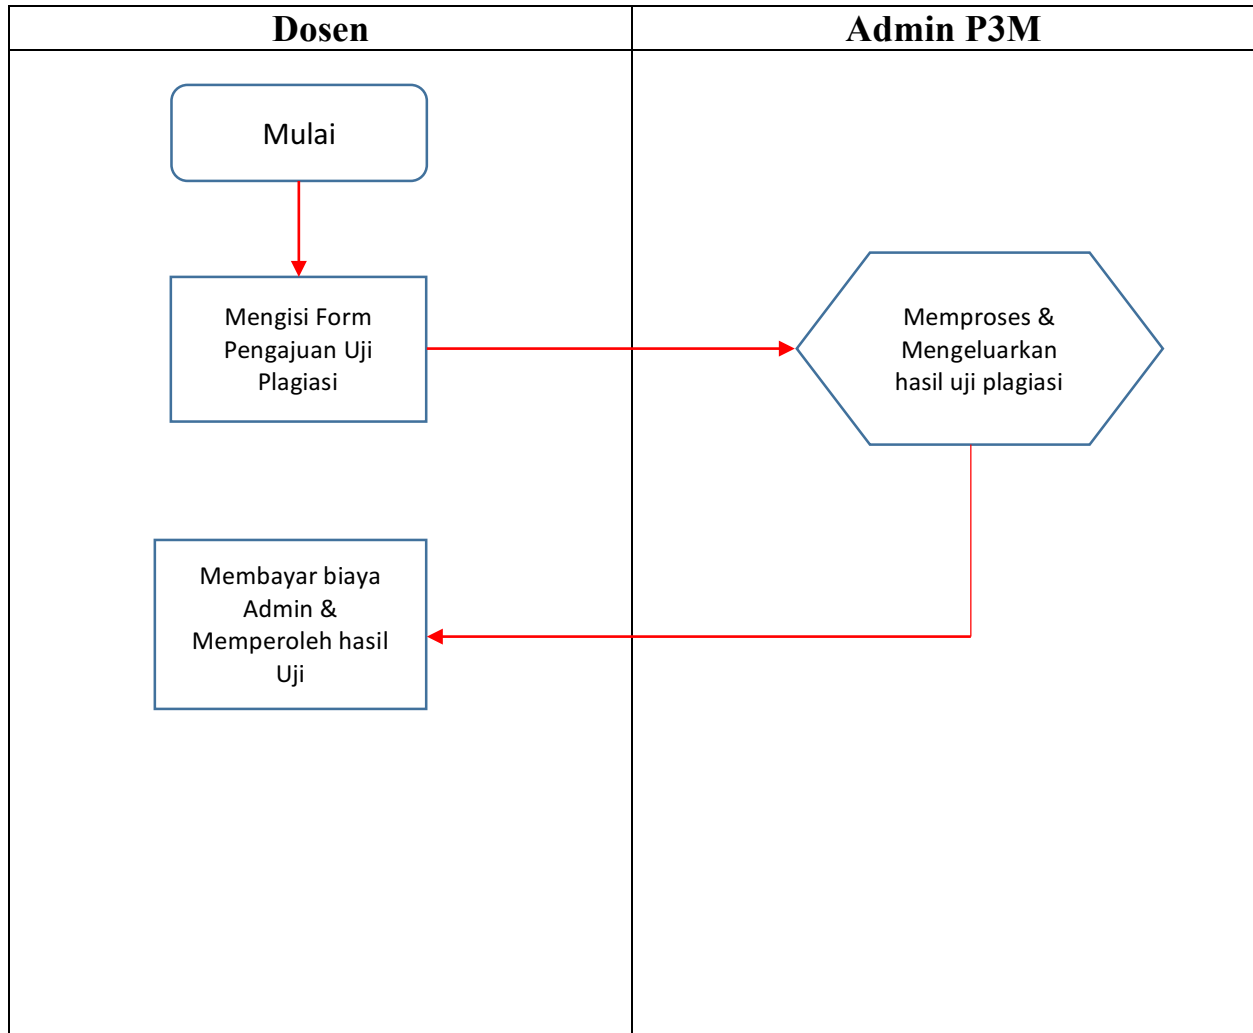 Dosen
Admin P3M
Mulai
Mengisi Form
Pengajuan Uji
Plagiasi
Memproses &
Mengeluarkan
hasil uji plagiasi
Membayar biaya
Admin &
Memperoleh hasil
Uji